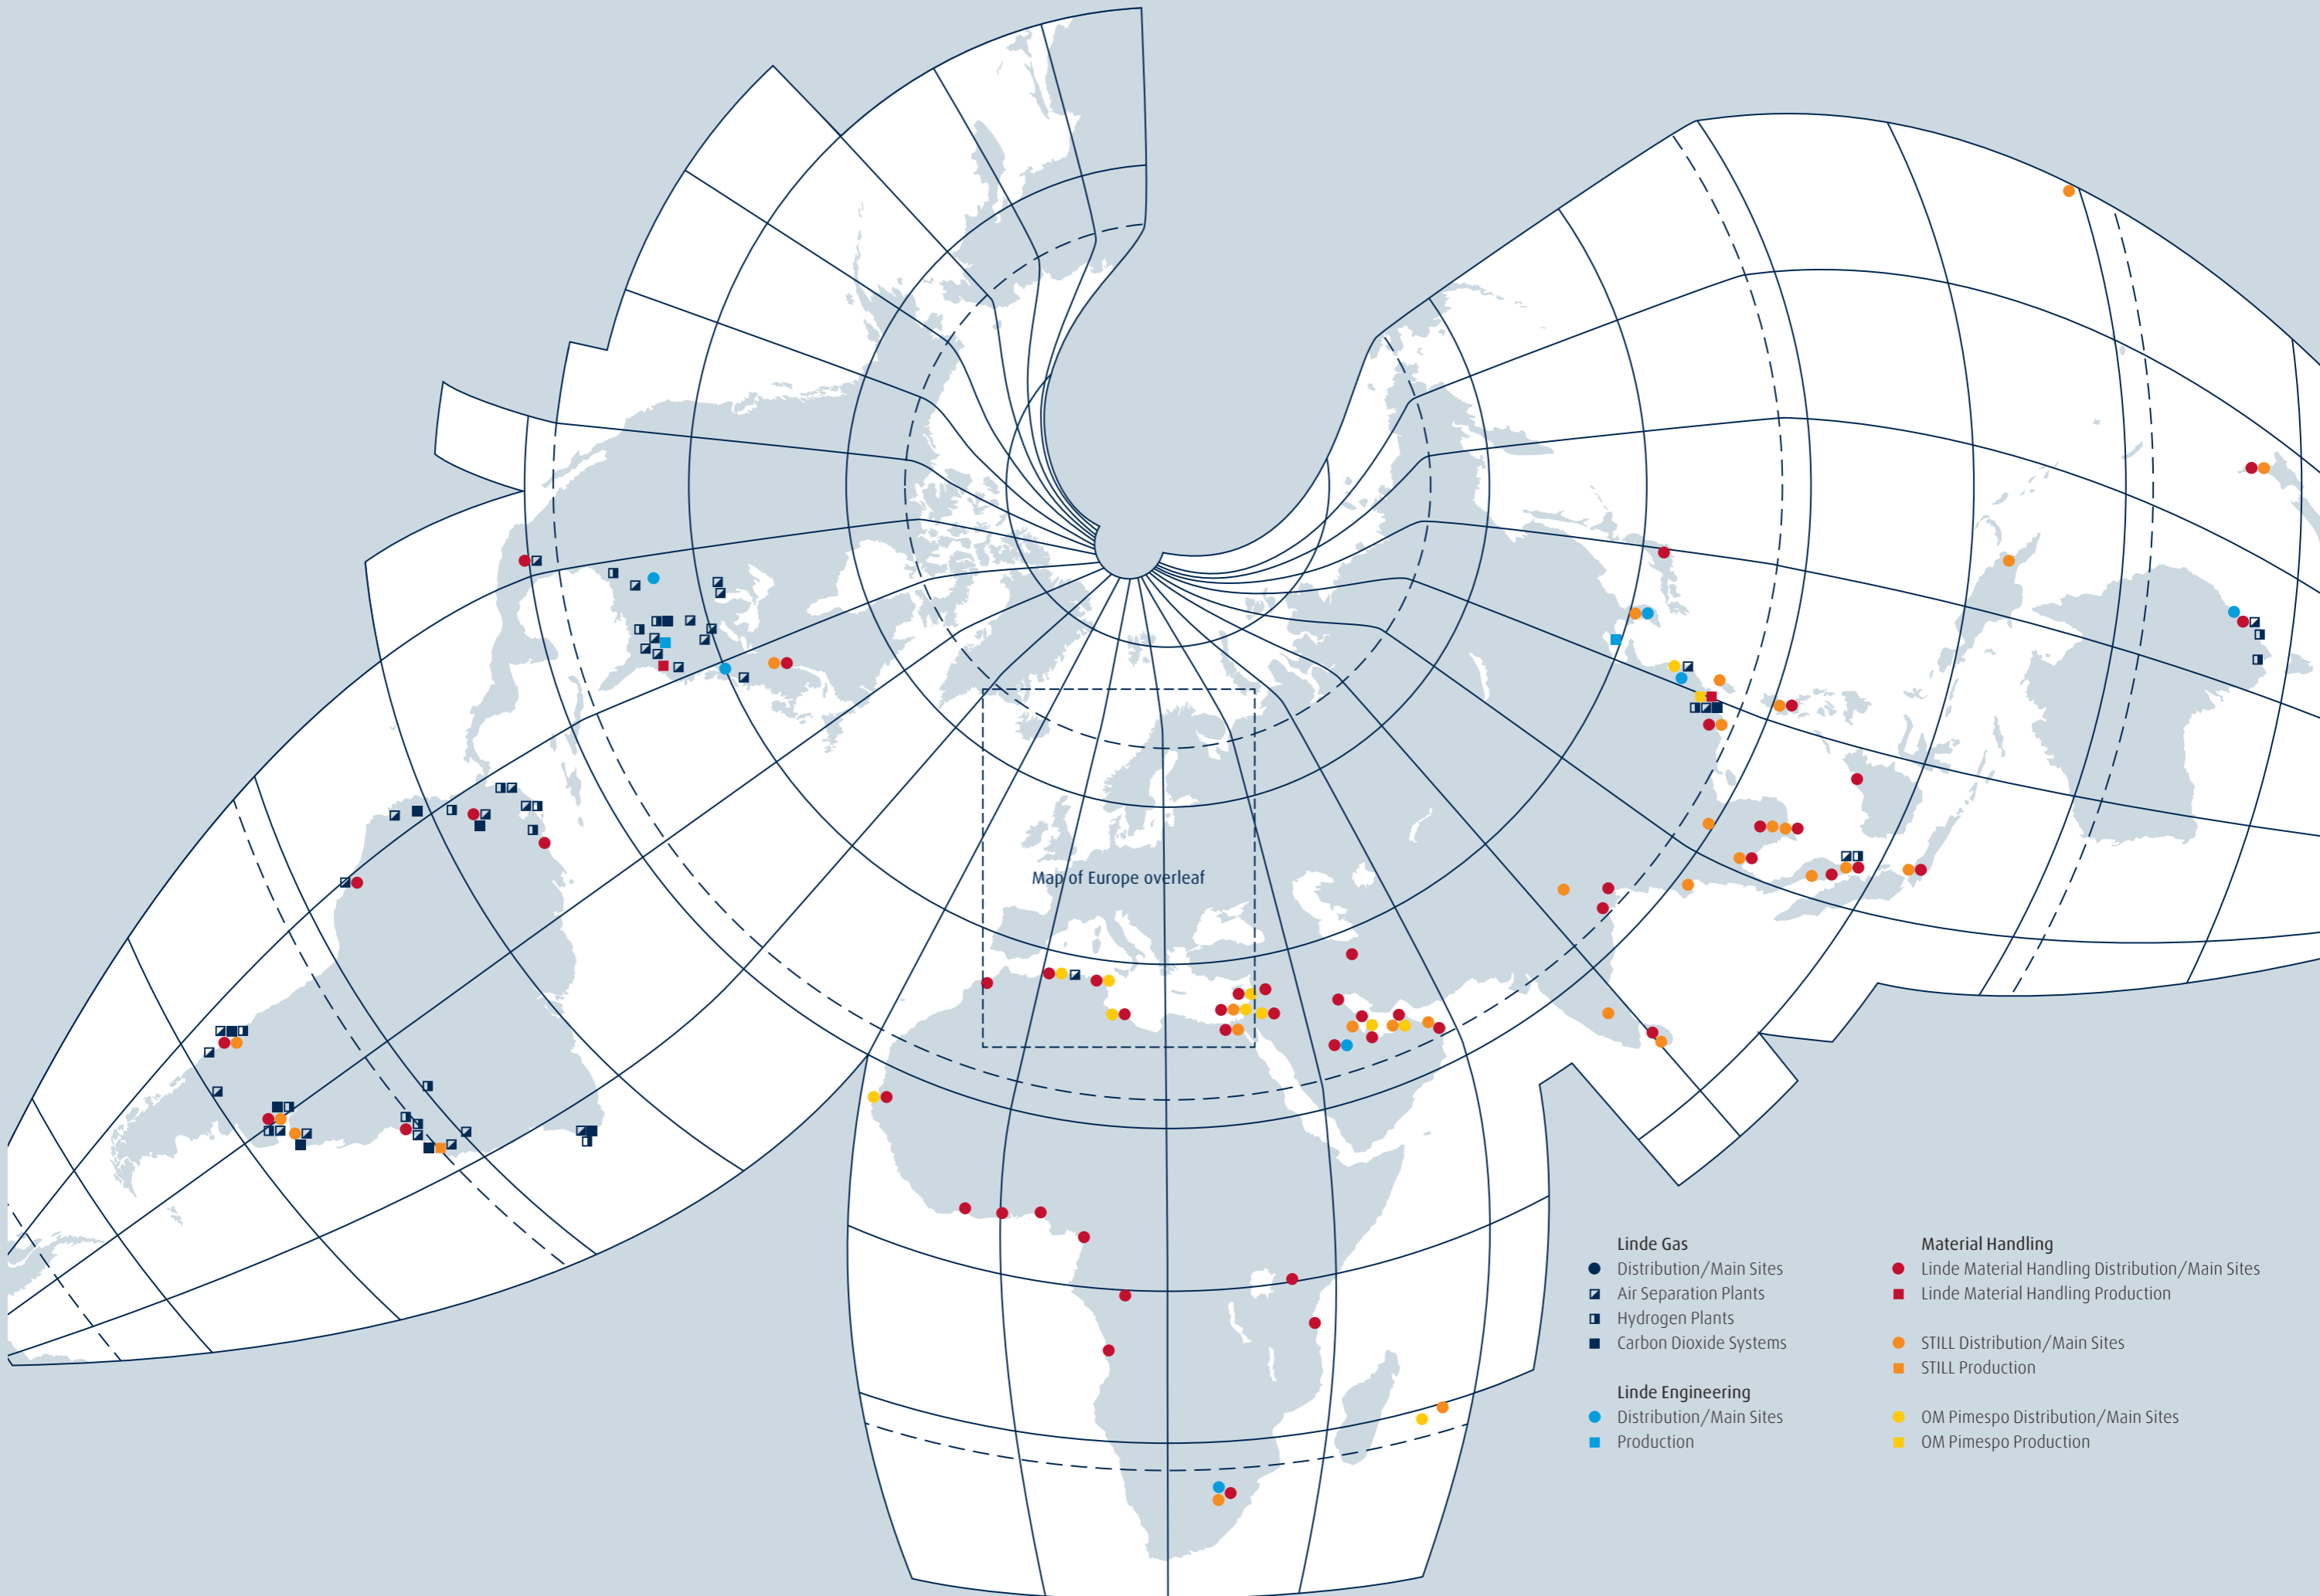 Map of Europe overleaf
Linde Gas
Distribution/Main Sites
Air Separation Plants
Hydrogen Plants
Carbon Dioxide Systems
Linde Engineering
Distribution/Main Sites
Production
Material Handling
Linde Material Handling Distribution/Main Sites
Linde Material Handling Production
STILL Distribution/Main Sites
STILL Production
OM Pimespo Distribution/Main Sites
OM Pimespo Production